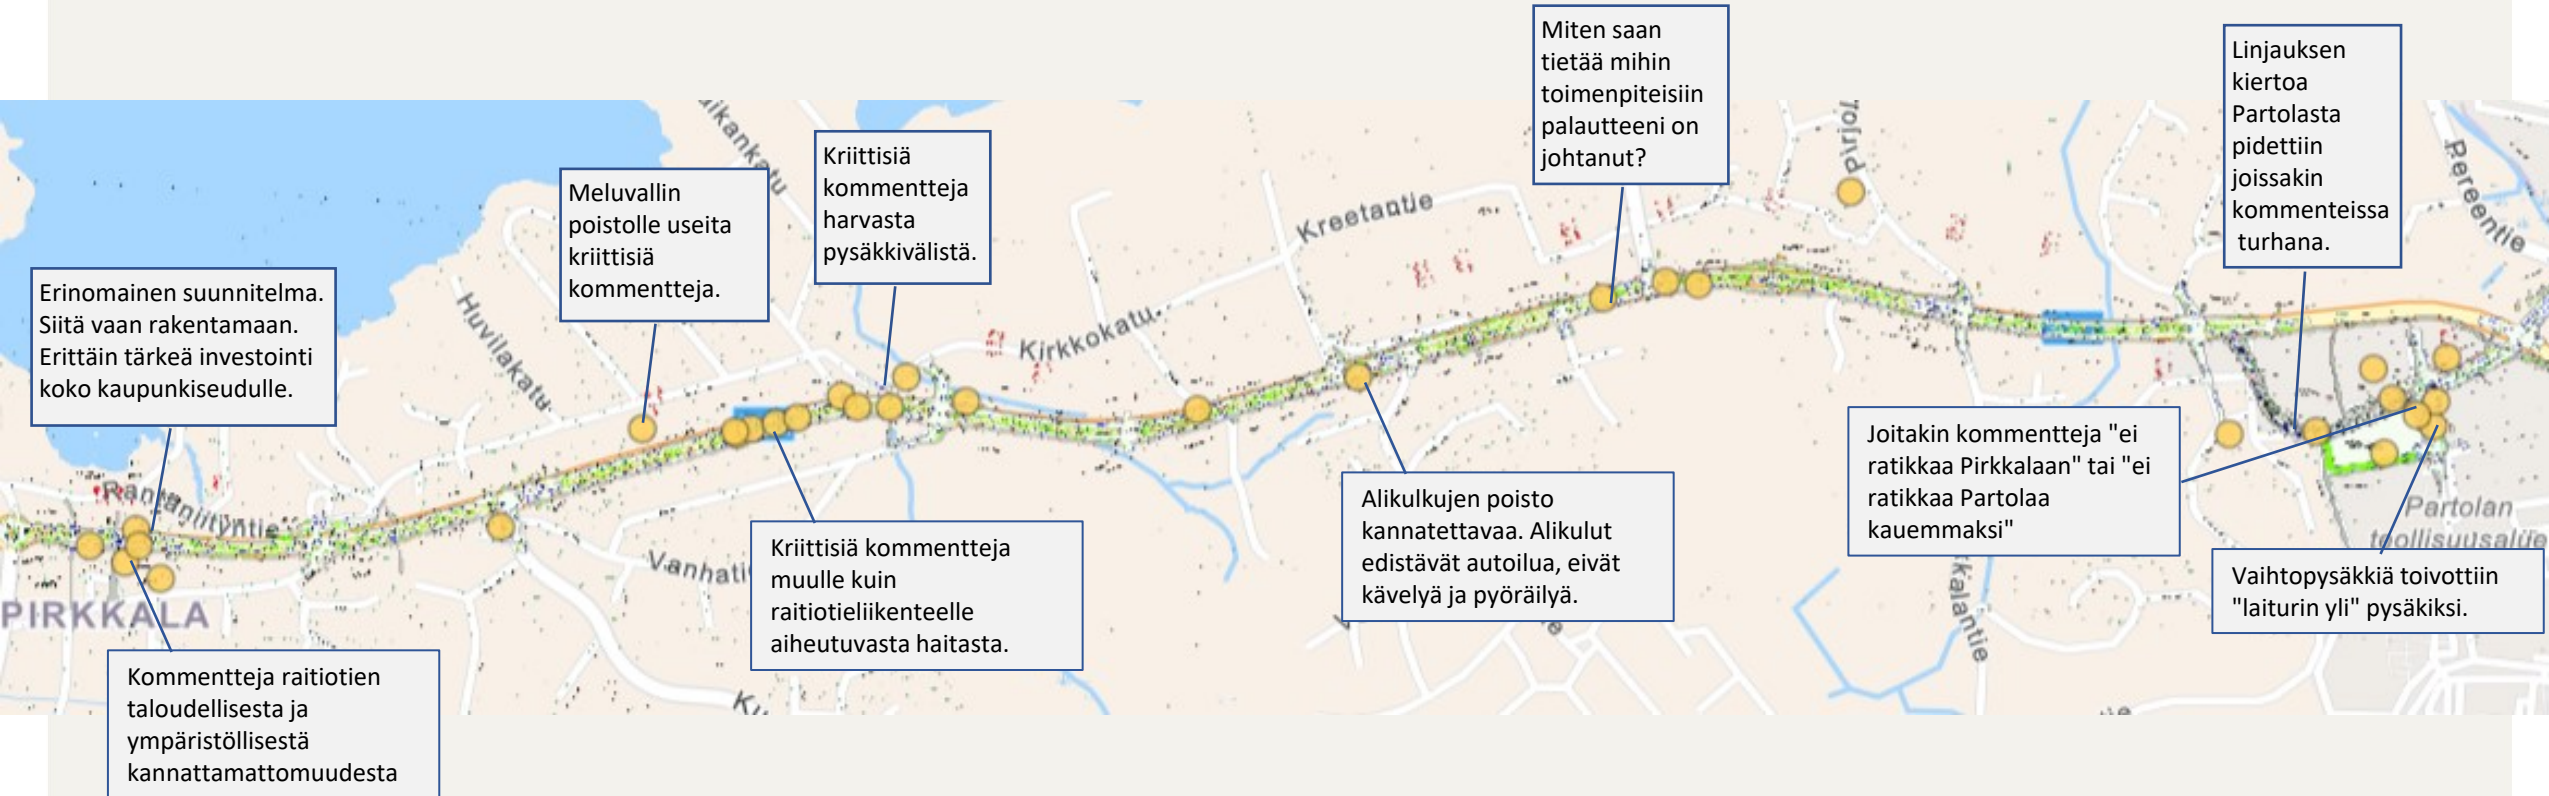 Miten saan
tietää mihin
toimenpiteisiin
palautteeni on
johtanut?
Linjauksen
kiertoa
Partolasta
pidettiin
joissakin
kommenteissa
turhana.
Kriittisiä
kommentteja
harvasta
pysäkkivälistä.
Meluvallin
poistolle useita
kriittisiä
kommentteja.
Erinomainen suunnitelma.
Siitä vaan rakentamaan.
Erittäin tärkeä investointi
koko kaupunkiseudulle.
Pereentie
Kreetantie
Huvilakatu
Kirkkokatu
Joitakin kommentteja "ei
ratikkaa Pirkkalaan" tai "ei
ratikkaa Partolaa
kauemmaksi"
Alikulkujen poisto
kannatettavaa. Alikulut
edistävät autoilua, eivät
kävelyä ja pyöräilyä.
Rantaniityntie
Partolan
teollisuusalue
Kriittisiä kommentteja
muulle kuin
raitiotieliikenteelle
aiheutuvasta haitasta.
Vaihtopysäkkiä toivottiin
"laiturin yli" pysäkiksi.
PIRKKALA
Kommentteja raitiotien
taloudellisesta ja
ympäristöllisestä
kannattamattomuudesta